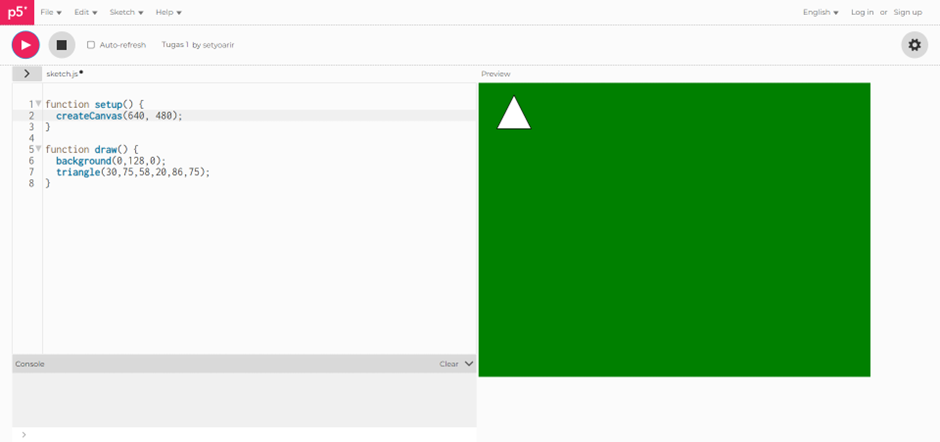 p5* File Edit Sketch Help English Log in or Sign up
Auto-refresh Tugas 1 by setyoarir
sketch.js Preview
1 function setup() {
2 createCanvas(640, 480);
3 }
4
5 function draw() {
6 background(0,128,0);
7 triangle(30,75,58,20,86,75);
8 }
Console Clear
>